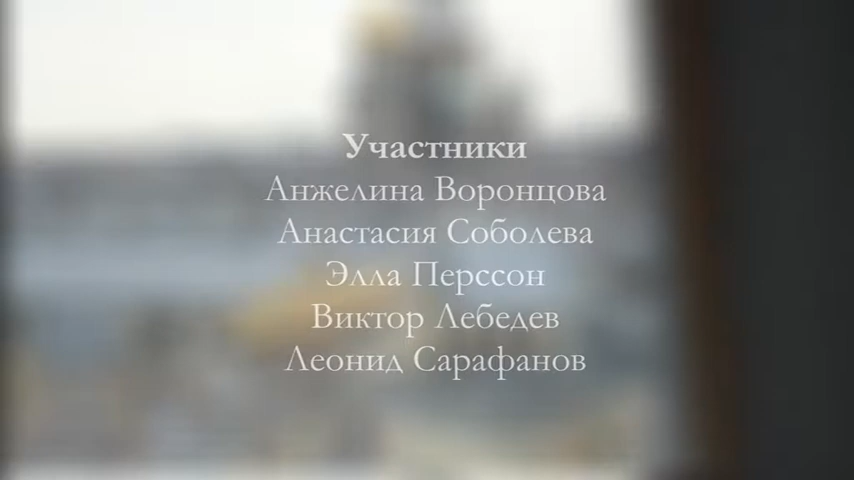 Участники
Анжелина Воронцова
Анастасия Соболева
Элла Перссон
Виктор Лебедев
Леонид Сарафанов